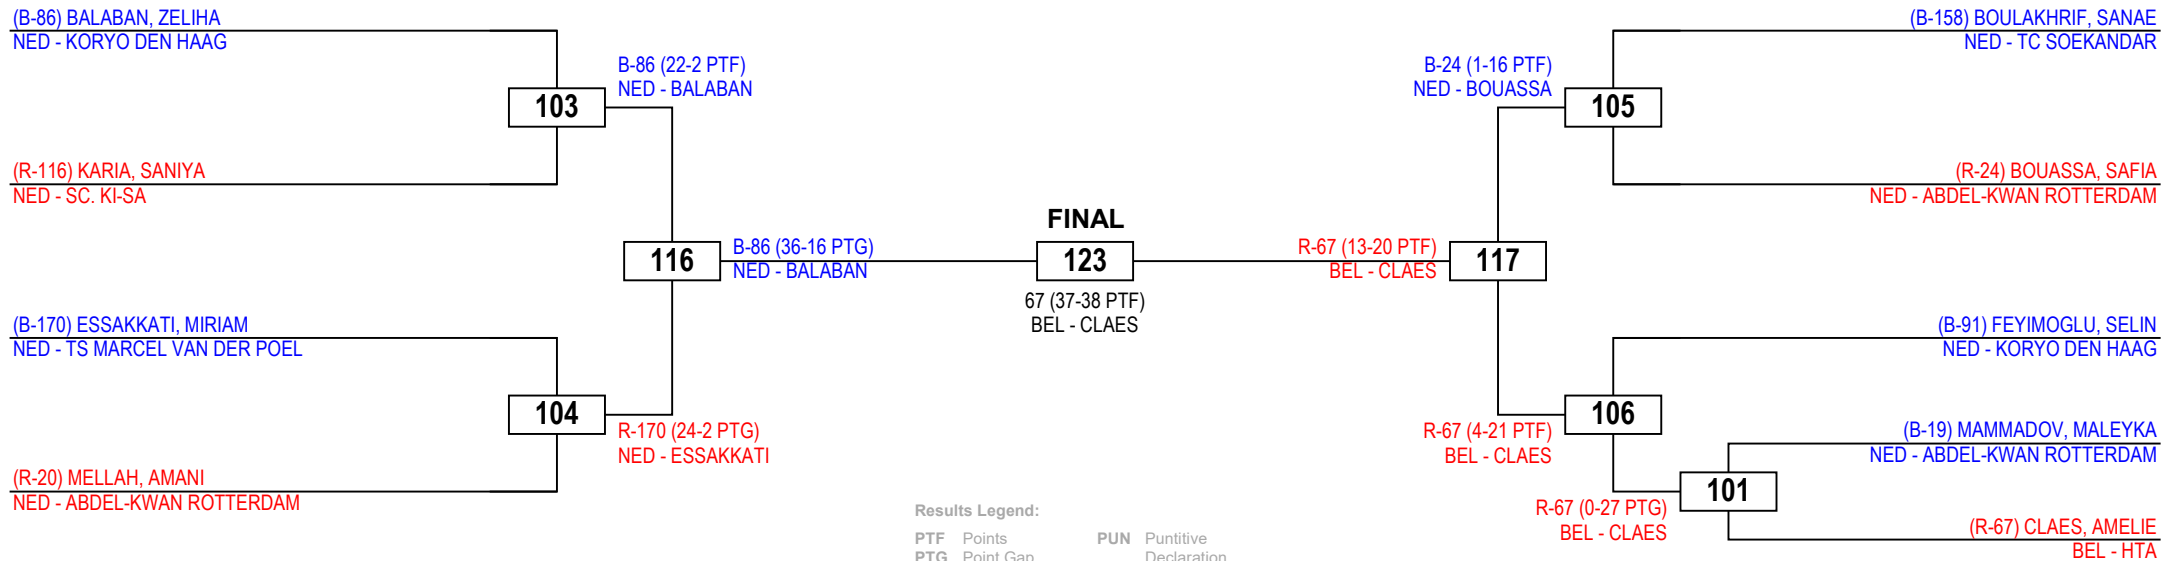 (B-86) BALABAN, ZELIHA
NED - KORYO DEN HAAG
(R-116) KARIA, SANIYA
NED - SC. KI-SA
(B-170) ESSAKKATI, MIRIAM
NED - TS MARCEL VAN DER POEL
(R-20) MELLAH, AMANI
NED - ABDEL-KWAN ROTTERDAM
103
B-86 (22-2 PTF)
NED - BALABAN
104
R-170 (24-2 PTG)
NED - ESSAKKATI
116
B-86 (36-16 PTG)
NED - BALABAN
FINAL
123
67 (37-38 PTF)
BEL - CLAES
R-67 (13-20 PTF)
BEL - CLAES
117
B-24 (1-16 PTF)
NED - BOUASSA
105
R-67 (4-21 PTF)
BEL - CLAES
106
R-67 (0-27 PTG)
BEL - CLAES
101
(B-158) BOULAKHRIF, SANAE
NED - TC SOEKANDAR
(R-24) BOUASSA, SAFIA
NED - ABDEL-KWAN ROTTERDAM
(B-91) FEYIMOGLU, SELIN
NED - KORYO DEN HAAG
(B-19) MAMMADOV, MALEYKA
NED - ABDEL-KWAN ROTTERDAM
(R-67) CLAES, AMELIE
BEL - HTA
Results Legend:
PTF Points
PTG Point Gap
PUN Puntitive
Declaration